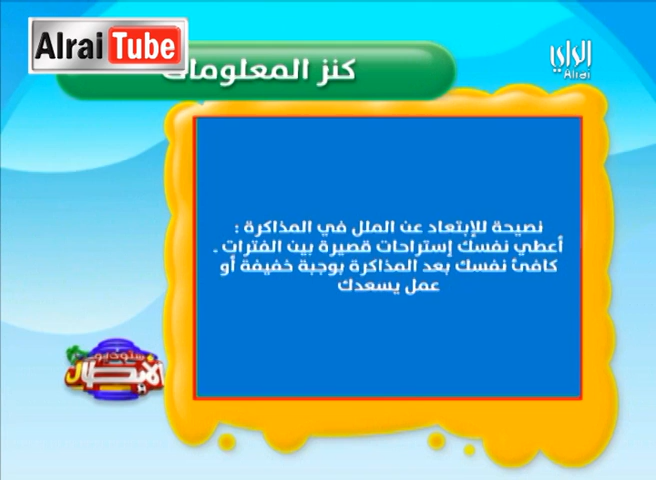 Alrai Tube
الراي
Alrai
كنز المعلومات
نصيحة للإبتعاد عن الملل في المذاكرة :
أعطي نفسك إستراحات قصيرة بين الفترات .
كافئ نفسك بعد المذاكرة بوجبة خفيفة أو
عمل يسعدك
ستوديو
الأبطال